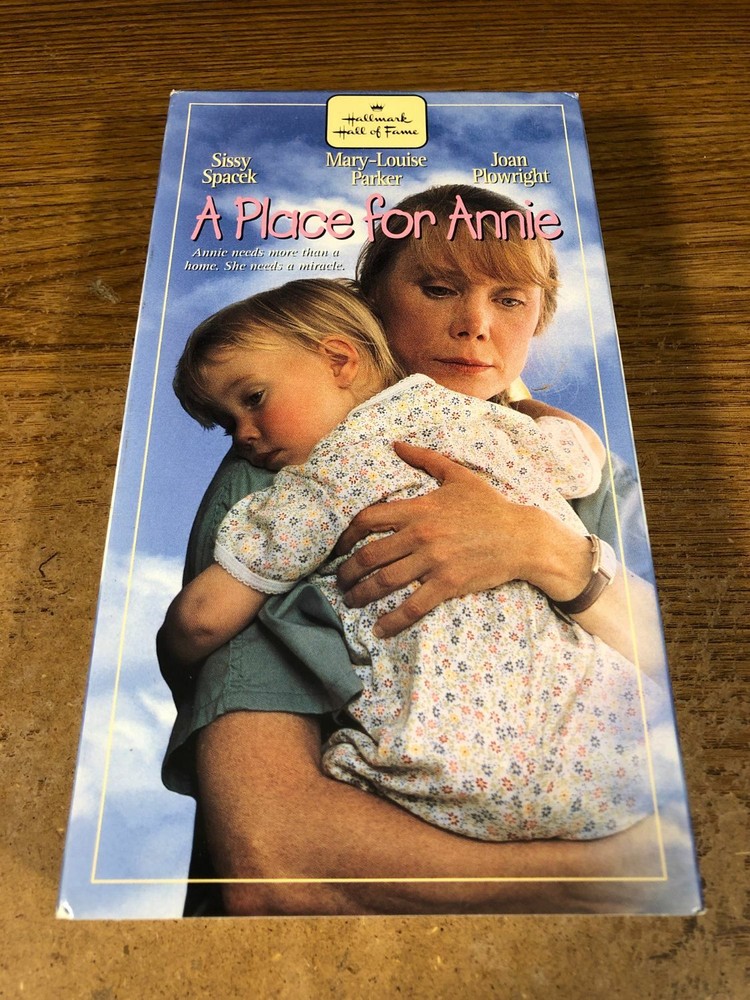 Hallmark
Hall of Fame
Sissy
Spacek
Mary-Louise
Parker
Joan
Plowright
A Place for Annie
Annie needs more than a
home. She needs a miracle.